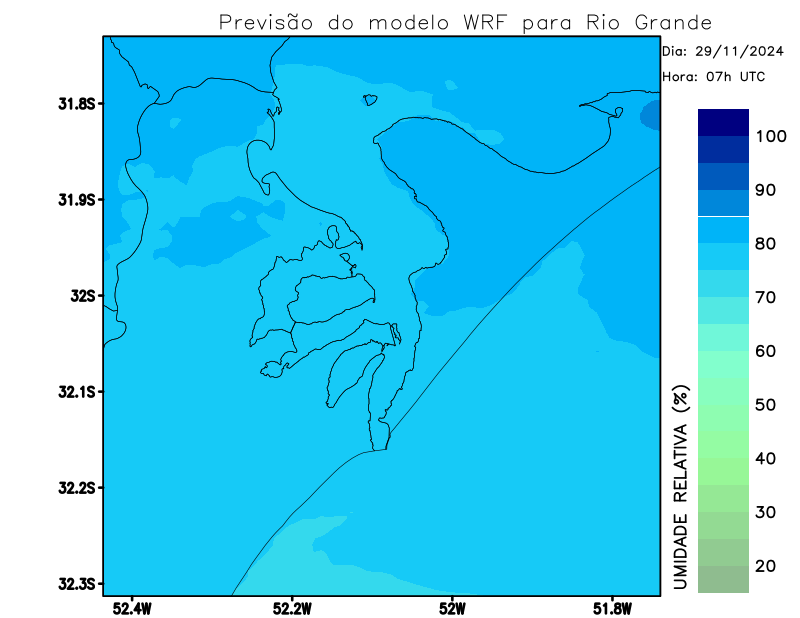 Previsão do modelo WRF para Rio Grande
Dia: 29/11/2024
Hora: 07h UTC
31.8S
31.9S
32S
32.1S
32.2S
32.3S
52.4W
52.2W
52W
51.8W
100
90
80
70
60
50
40
30
20
UMIDADE RELATIVA (%)